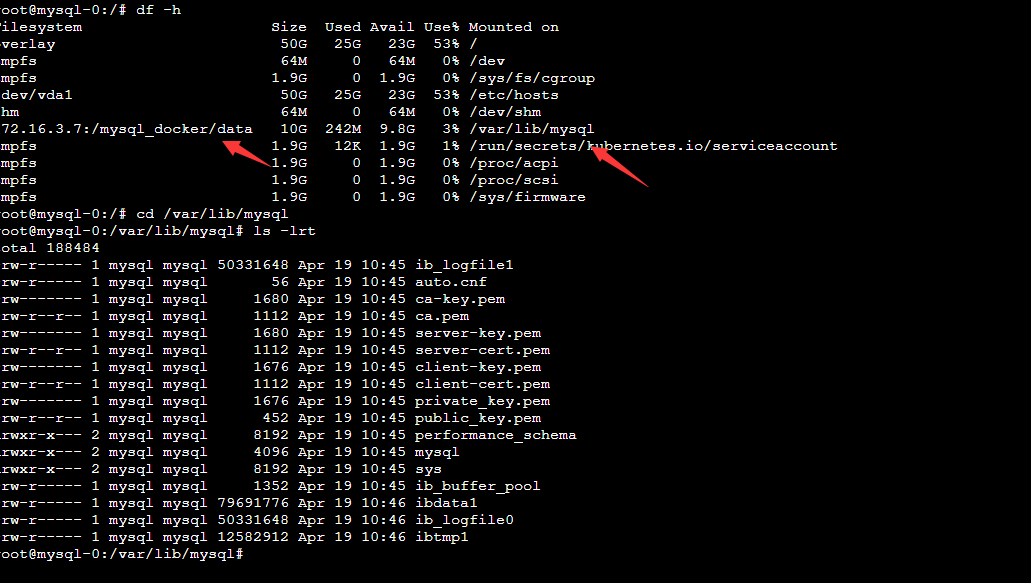 root@mysql-0:/# df -h
ilesystem Size Used Avail Use% Mounted on
verlay 50G 25G 23G 53% /
mpfs 64M 0 64M 0% /dev
mpfs 1.9G 0 1.9G 0% /sys/fs/cgroup
dev/vda1 50G 25G 23G 53% /etc/hosts
hm 64M 0 64M 0% /dev/shm
72.16.3.7:/mysql_docker/data 10G 242M 9.8G 3% /var/lib/mysql
mpfs 1.9G 12K 1.9G 1% /run/secrets/kubernetes.io/serviceaccount
mpfs 1.9G 0 1.9G 0% /proc/acpi
mpfs 1.9G 0 1.9G 0% /proc/scsi
mpfs 1.9G 0 1.9G 0% /sys/firmware
root@mysql-0:/# cd /var/lib/mysql
root@mysql-0:/var/lib/mysql# ls -lrt
otal 188484
rw-r----- 1 mysql mysql 50331648 Apr 19 10:45 ib_logfile1
rw-r----- 1 mysql mysql 56 Apr 19 10:45 auto.cnf
rw------- 1 mysql mysql 1680 Apr 19 10:45 ca-key.pem
rw-r--r-- 1 mysql mysql 1112 Apr 19 10:45 ca.pem
rw------- 1 mysql mysql 1680 Apr 19 10:45 server-key.pem
rw-r--r-- 1 mysql mysql 1112 Apr 19 10:45 server-cert.pem
rw------- 1 mysql mysql 1676 Apr 19 10:45 client-key.pem
rw-r--r-- 1 mysql mysql 1112 Apr 19 10:45 client-cert.pem
rw------- 1 mysql mysql 1676 Apr 19 10:45 private_key.pem
rw-r--r-- 1 mysql mysql 452 Apr 19 10:45 public_key.pem
rwxr-x--- 2 mysql mysql 8192 Apr 19 10:45 performance_schema
rwxr-x--- 2 mysql mysql 4096 Apr 19 10:45 mysql
rwxr-x--- 2 mysql mysql 8192 Apr 19 10:45 sys
rw-r----- 1 mysql mysql 1352 Apr 19 10:45 ib_buffer_pool
rw-r----- 1 mysql mysql 79691776 Apr 19 10:46 ibdata1
rw-r----- 1 mysql mysql 50331648 Apr 19 10:46 ib_logfile0
rw-r----- 1 mysql mysql 12582912 Apr 19 10:46 ibtmp1
root@mysql-0:/var/lib/mysql#